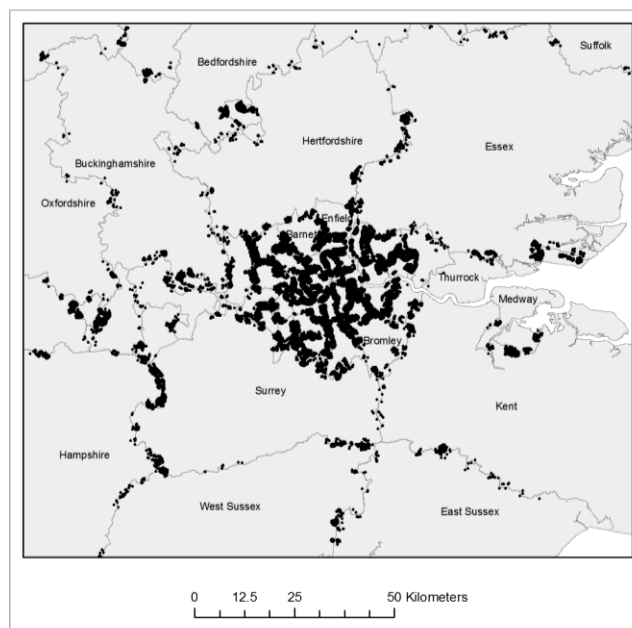 Suffolk
Bedfordshire
Hertfordshire
Essex
Buckinghamshire
Oxfordshire
Enfield
Barnet
Thurrock
Medway
Bromley
Surrey
Kent
Hampshire
West Sussex
East Sussex
0 12.5 25 50 Kilometers